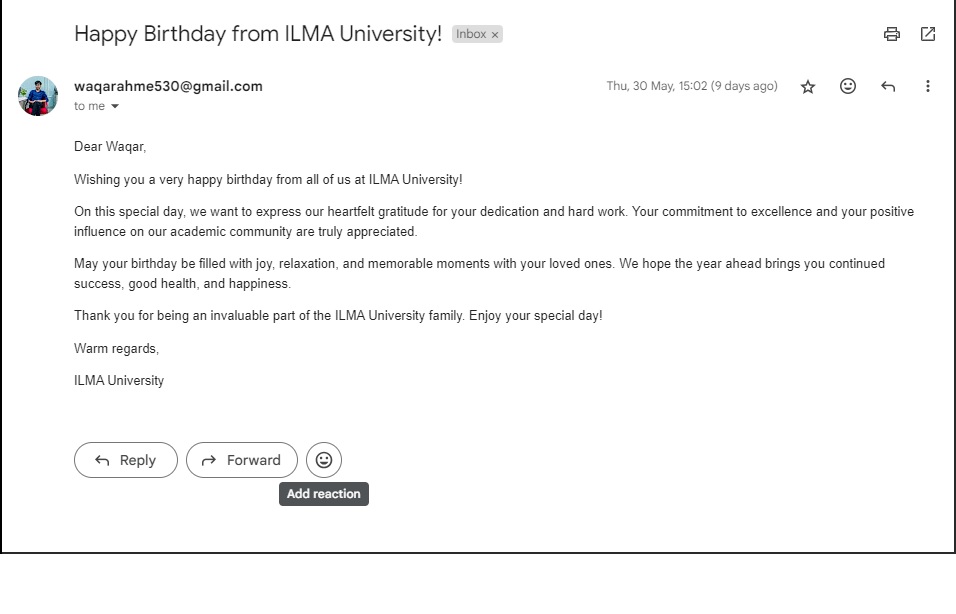 Happy Birthday from ILMA University! Inbox ×
waqarahme530@gmail.com Thu, 30 May, 15:02 (9 days ago)
to me
Dear Waqar,
Wishing you a very happy birthday from all of us at ILMA University!
On this special day, we want to express our heartfelt gratitude for your dedication and hard work. Your commitment to excellence and your positive
influence on our academic community are truly appreciated.
May your birthday be filled with joy, relaxation, and memorable moments with your loved ones. We hope the year ahead brings you continued
success, good health, and happiness.
Thank you for being an invaluable part of the ILMA University family. Enjoy your special day!
Warm regards,
ILMA University
Reply Forward
Add reaction